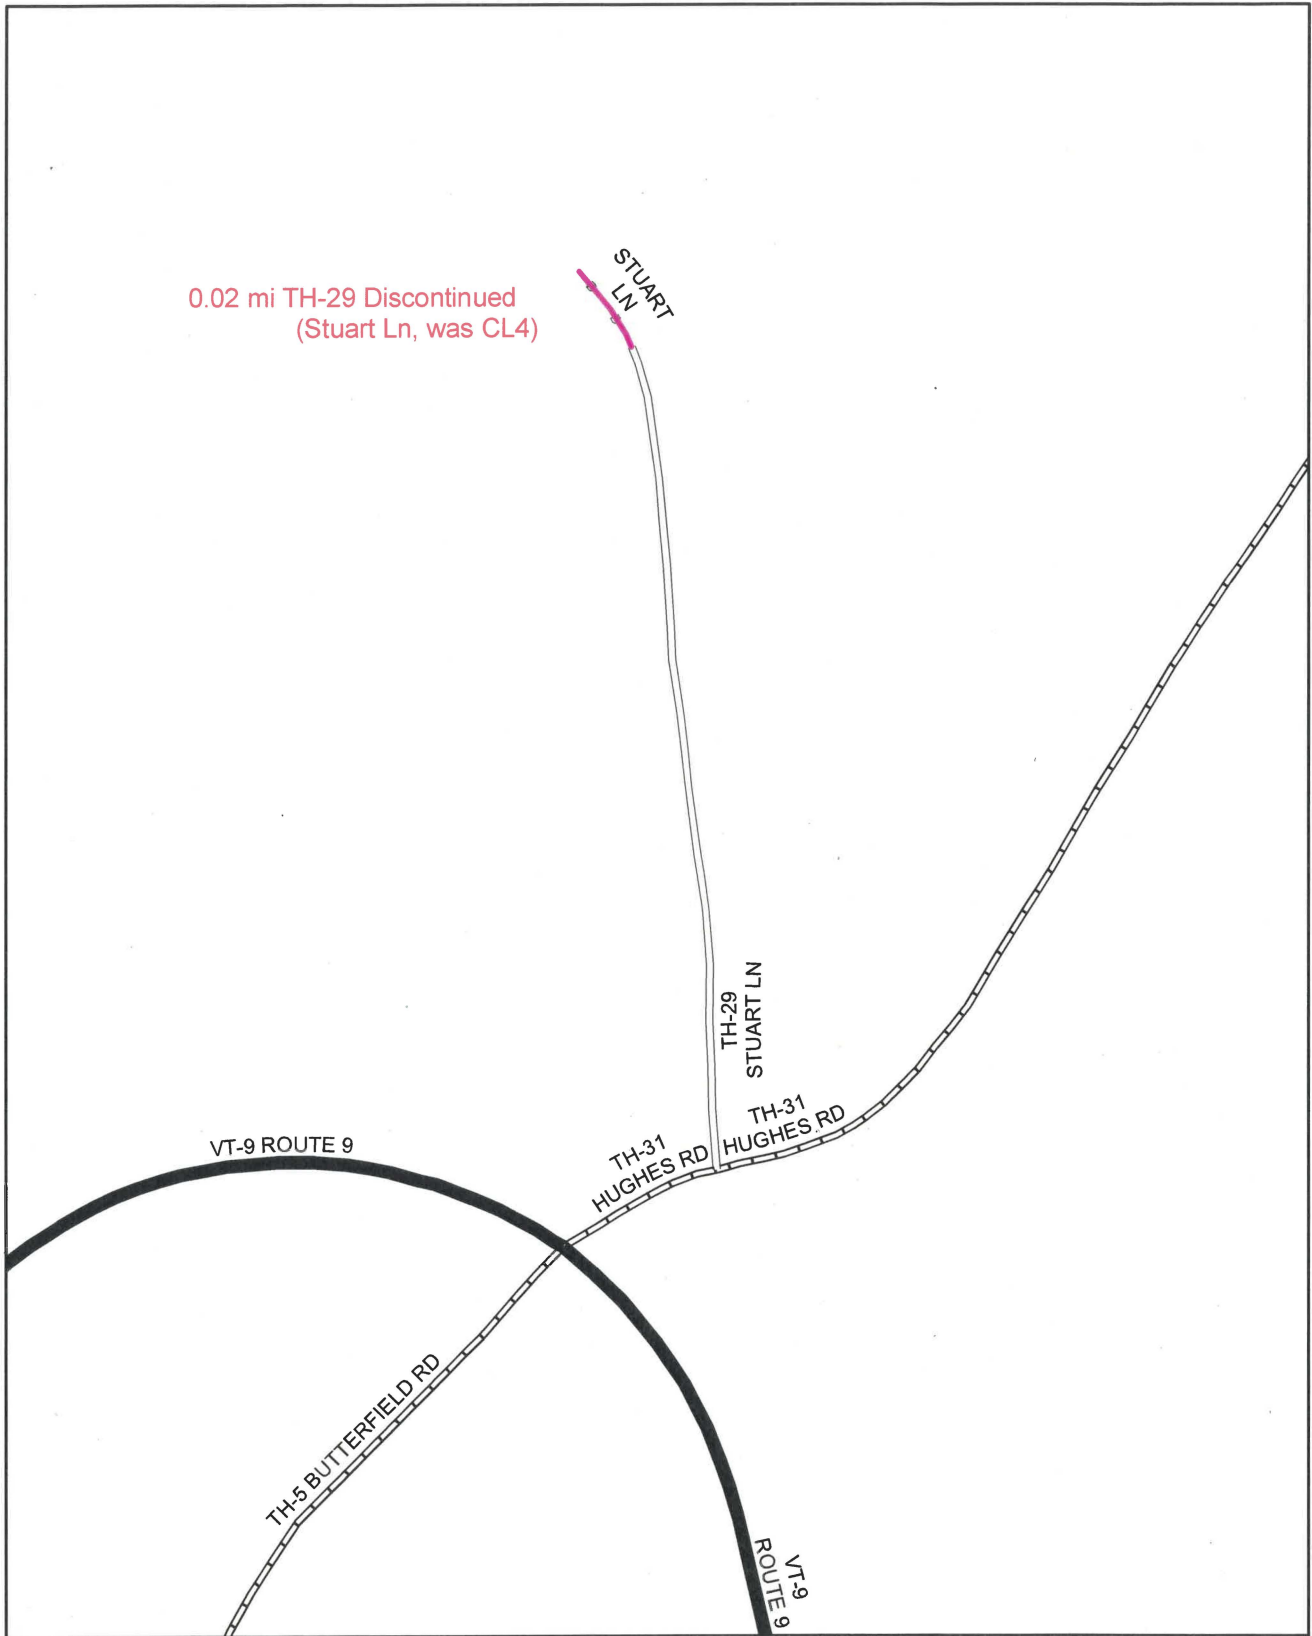 STUART
LN
0.02 mi TH-29 Discontinued
(Stuart Ln, was CL4)
TH-29
STUART LN
TH-31
HUGHES RD
TH-31
HUGHES RD
VT-9 ROUTE 9
TH-5 BUTTERFIELD RD
VT-9
ROUTE 9